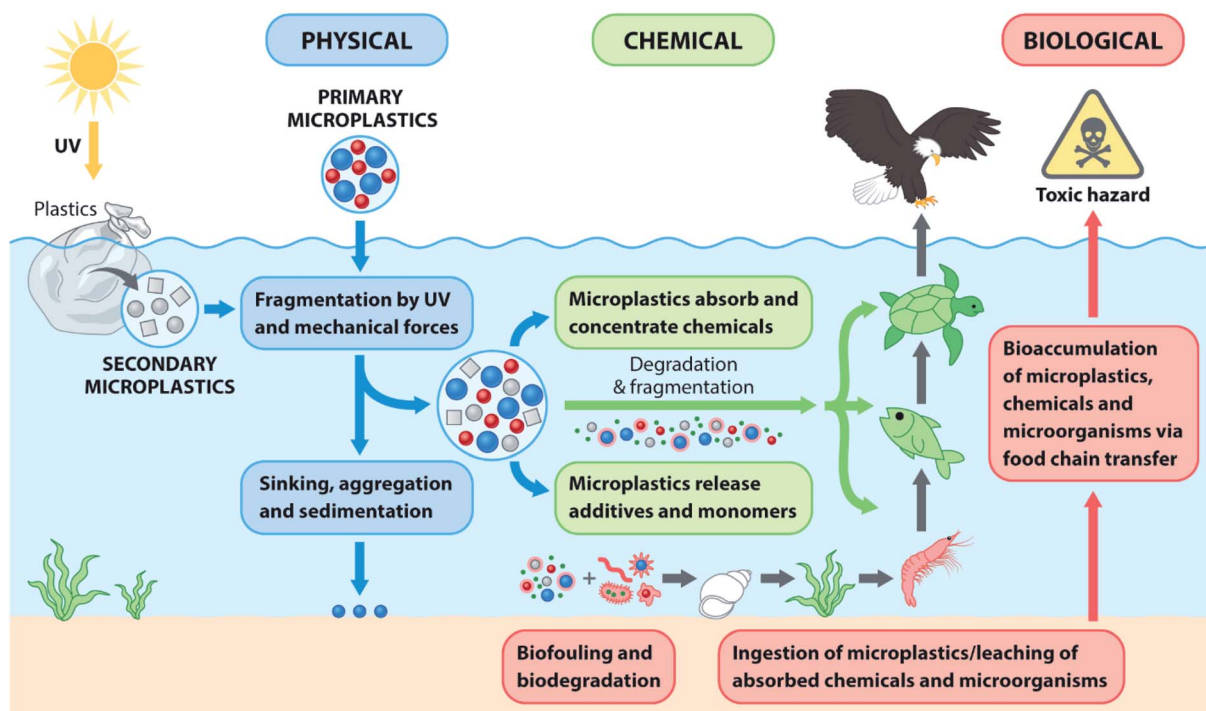 PHYSICAL
CHEMICAL
BIOLOGICAL
UV
PRIMARY
MICROPLASTICS
Toxic hazard
Plastics
SECONDARY
MICROPLASTICS
Fragmentation by UV
and mechanical forces
Microplastics absorb and
concentrate chemicals
Degradation
& fragmentation
Sinking, aggregation
and sedimentation
Microplastics release
additives and monomers
Bioaccumulation
of microplastics,
chemicals and
microorganisms via
food chain transfer
+
Biofouling and
biodegradation
Ingestion of microplastics/leaching of
absorbed chemicals and microorganisms